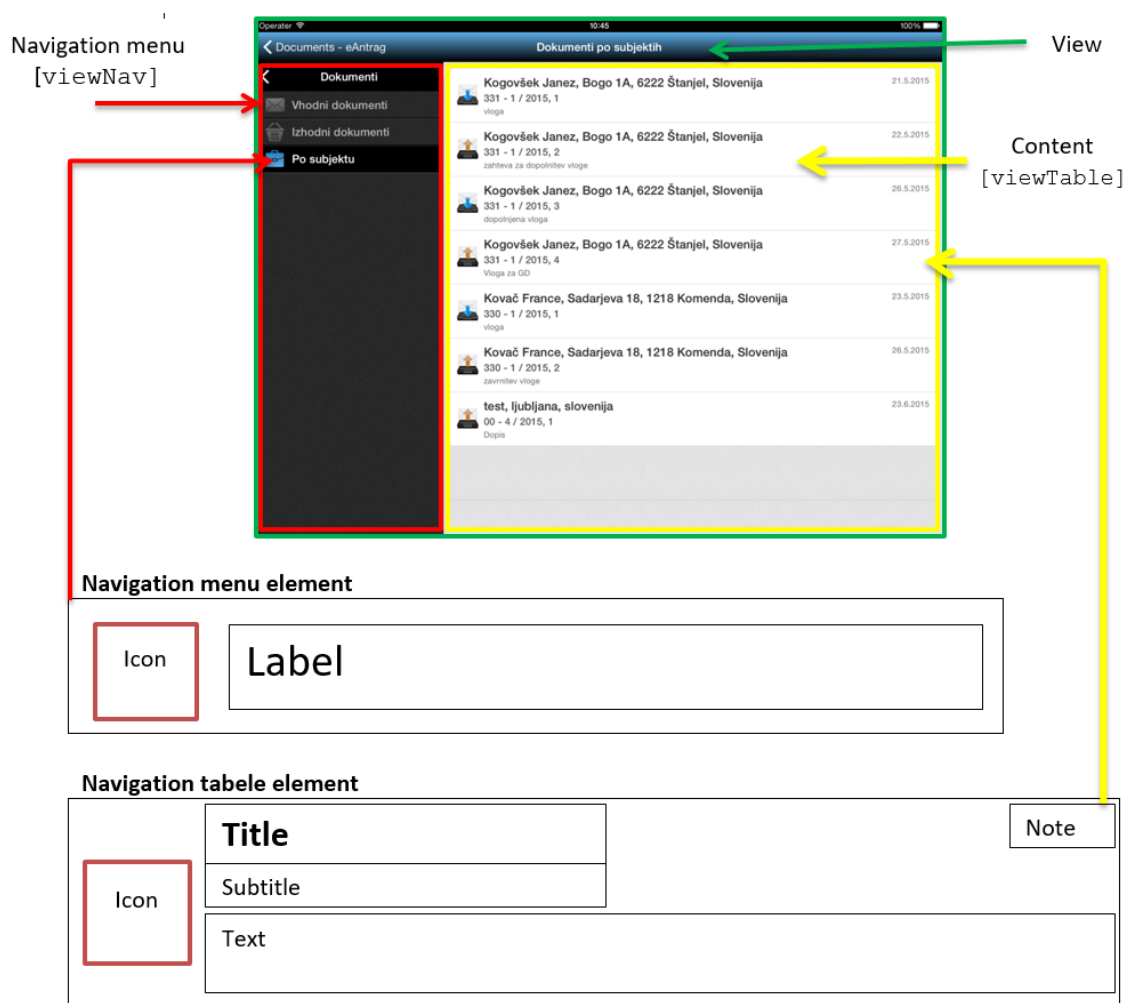 Operater 10:45 100%
Documents - eAntrag Dokumenti po subjektih
Navigation menu
[viewNav]
View
Dokumenti
Vhodni dokumenti
Izhodni dokumenti
Po subjektu
Kogovšek Janez, Bogo 1A, 6222 Štanjel, Slovenija 21.5.2015
331 - 1 / 2015, 1
vloga
Kogovšek Janez, Bogo 1A, 6222 Štanjel, Slovenija 22.5.2015
331 - 1 / 2015, 2
zahteva za dopolnitev vloge
Kogovšek Janez, Bogo 1A, 6222 Štanjel, Slovenija 26.5.2015
331 - 1 / 2015, 3
dopolnjena vloga
Kogovšek Janez, Bogo 1A, 6222 Štanjel, Slovenija 27.5.2015
331 - 1 / 2015, 4
Vloga za GD
Kovač France, Sadarjeva 18, 1218 Komenda, Slovenija 23.5.2015
330 - 1 / 2015, 1
vloga
Kovač France, Sadarjeva 18, 1218 Komenda, Slovenija 26.5.2015
330 - 1 / 2015, 2
zavrnitev vloge
test, ljubljana, slovenija 23.6.2015
00 - 4 / 2015, 1
Dopis
Content
[viewTable]
Navigation menu element
Icon
Label
Navigation tabele element
Title
Note
Subtitle
Icon
Text